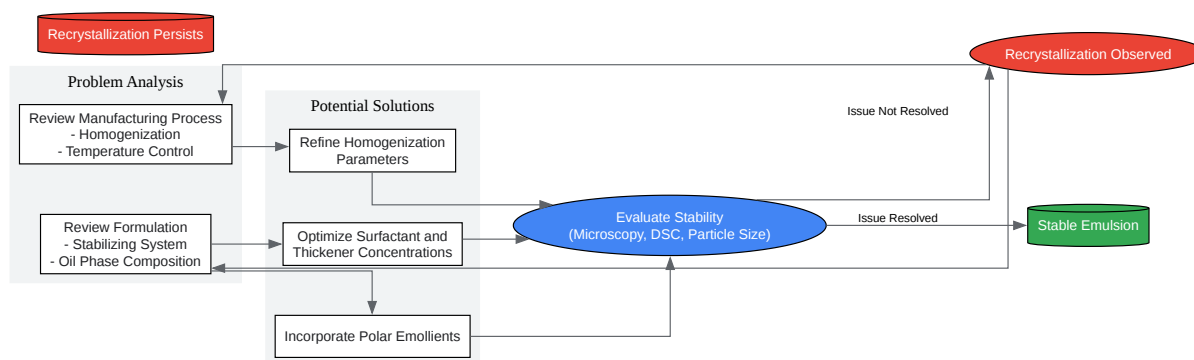 Recrystallization Persists
Recrystallization Observed
Problem Analysis
Review Manufacturing Process
- Homogenization
- Temperature Control
Potential Solutions
Refine Homogenization
Parameters
Issue Not Resolved
Review Formulation
- Stabilizing System
- Oil Phase Composition
Optimize Surfactant and
Thickener Concentrations
Evaluate Stability
(Microscopy, DSC, Particle Size)
Issue Resolved
Stable Emulsion
Incorporate Polar Emollients